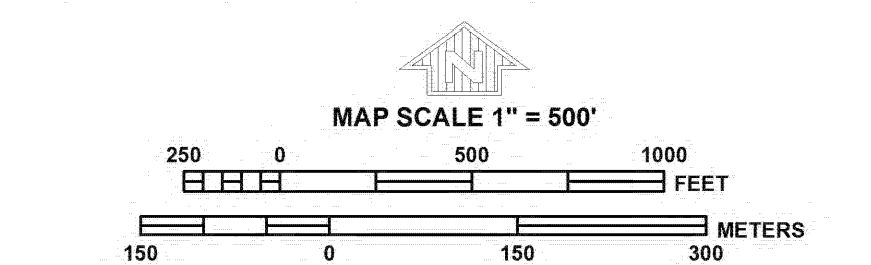 N
MAP SCALE 1" = 500'
250 0 500 1000
FEET
METERS
150 0 150 300